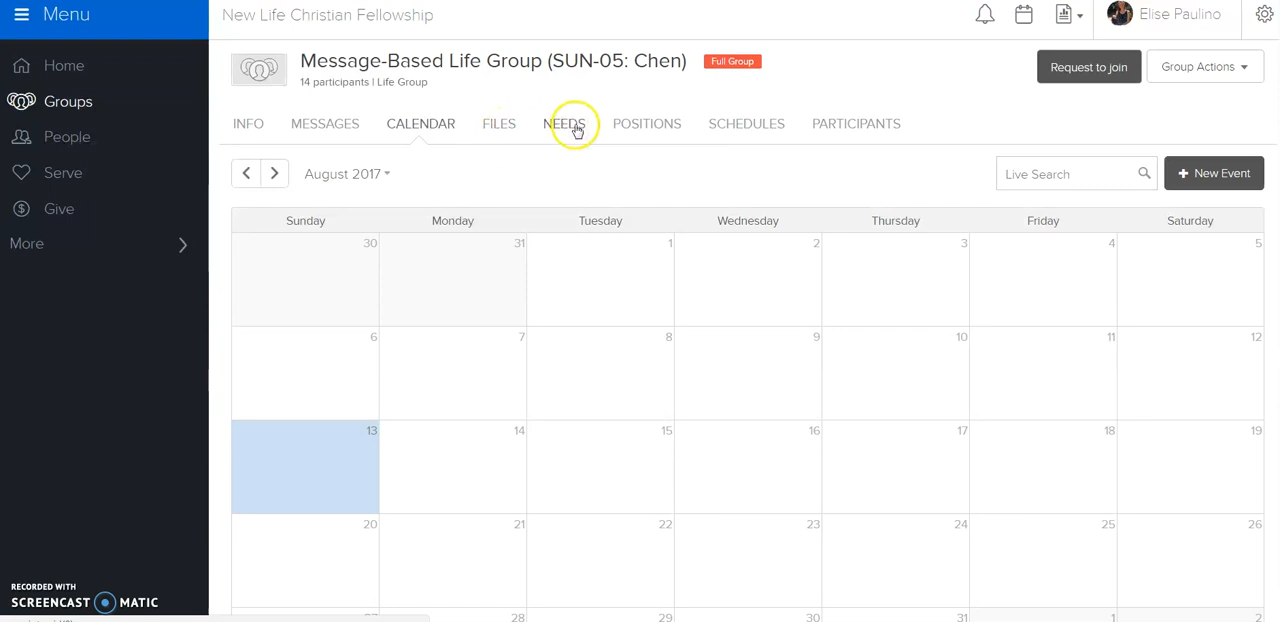 Menu
New Life Christian Fellowship
Elise Paulino
Home
Groups
People
Serve
Give
More
Message-Based Life Group (SUN-05: Chen)
Full Group
14 participants | Life Group
Request to join
Group Actions
INFO
MESSAGES
CALENDAR
FILES
NEEDS
POSITIONS
SCHEDULES
PARTICIPANTS
August 2017
Live Search
+ New Event
Sunday
Monday
Tuesday
Wednesday
Thursday
Friday
Saturday
30
31
1
2
3
4
5
6
7
8
9
10
11
12
13
14
15
16
17
18
19
20
21
22
23
24
25
26
27
28
29
30
31
1
2
RECORDED WITH
SCREENCAST MATIC